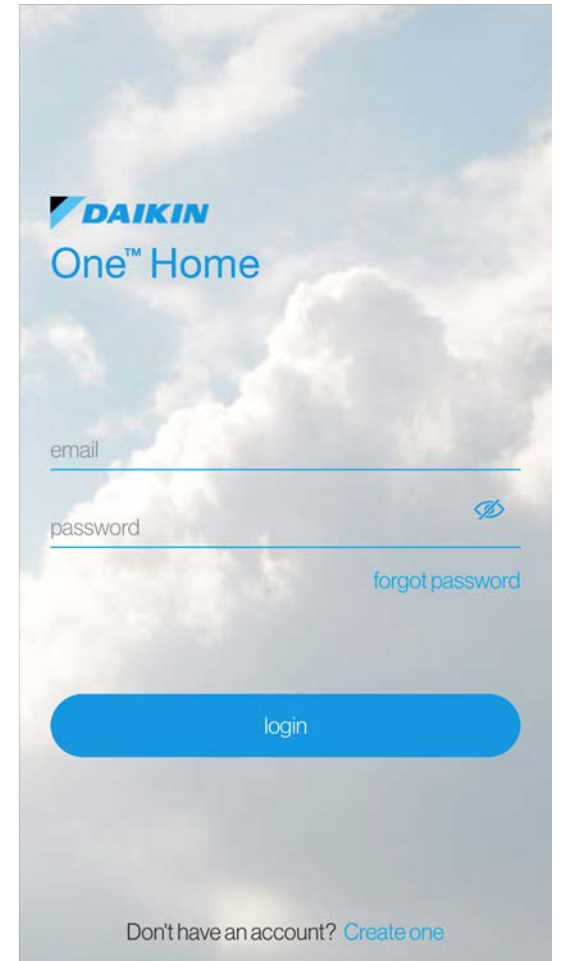 DAIKIN
One™ Home
email
password
forgot password
login
Don't have an account? Create one